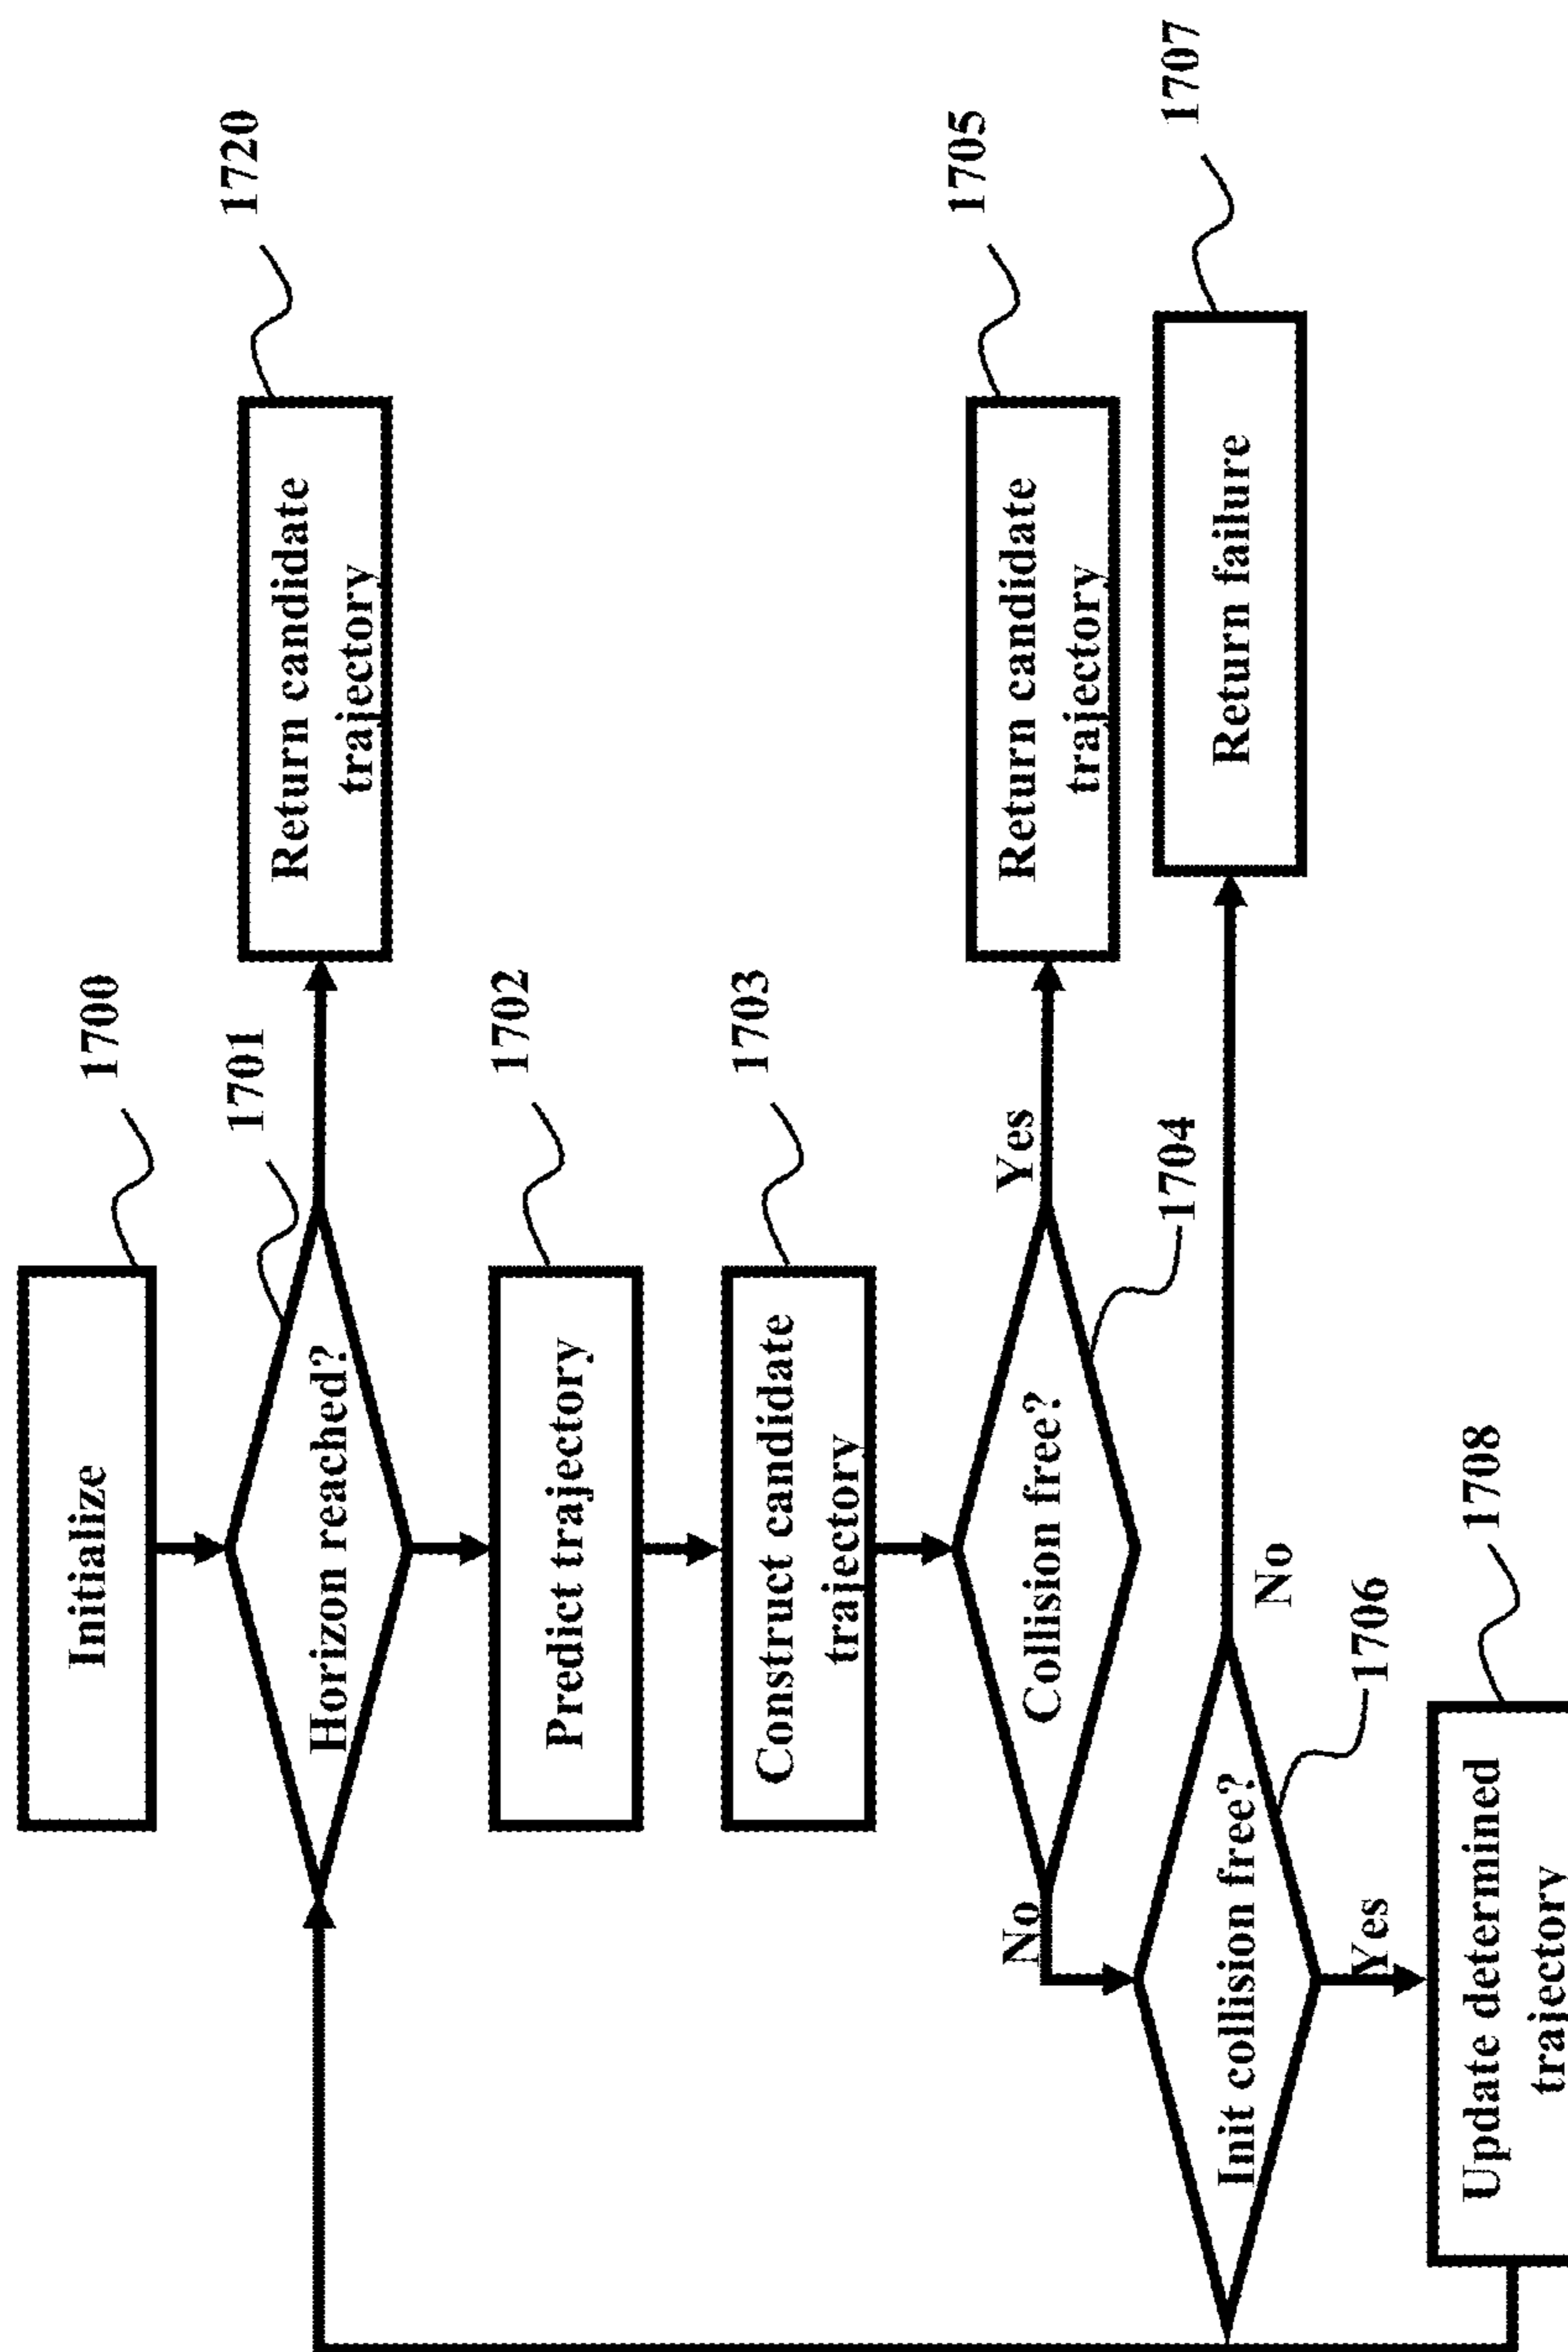 Initialize
1700
Horizon reached?
1701
Return candidate
trajectory
1720
Predict trajectory
1702
Construct candidate
trajectory
1703
Collision free?
1704
Yes
Return candidate
trajectory
1705
No
Init collision free?
1706
No
Return failure
1707
Yes
Update determined
trajectory
1708